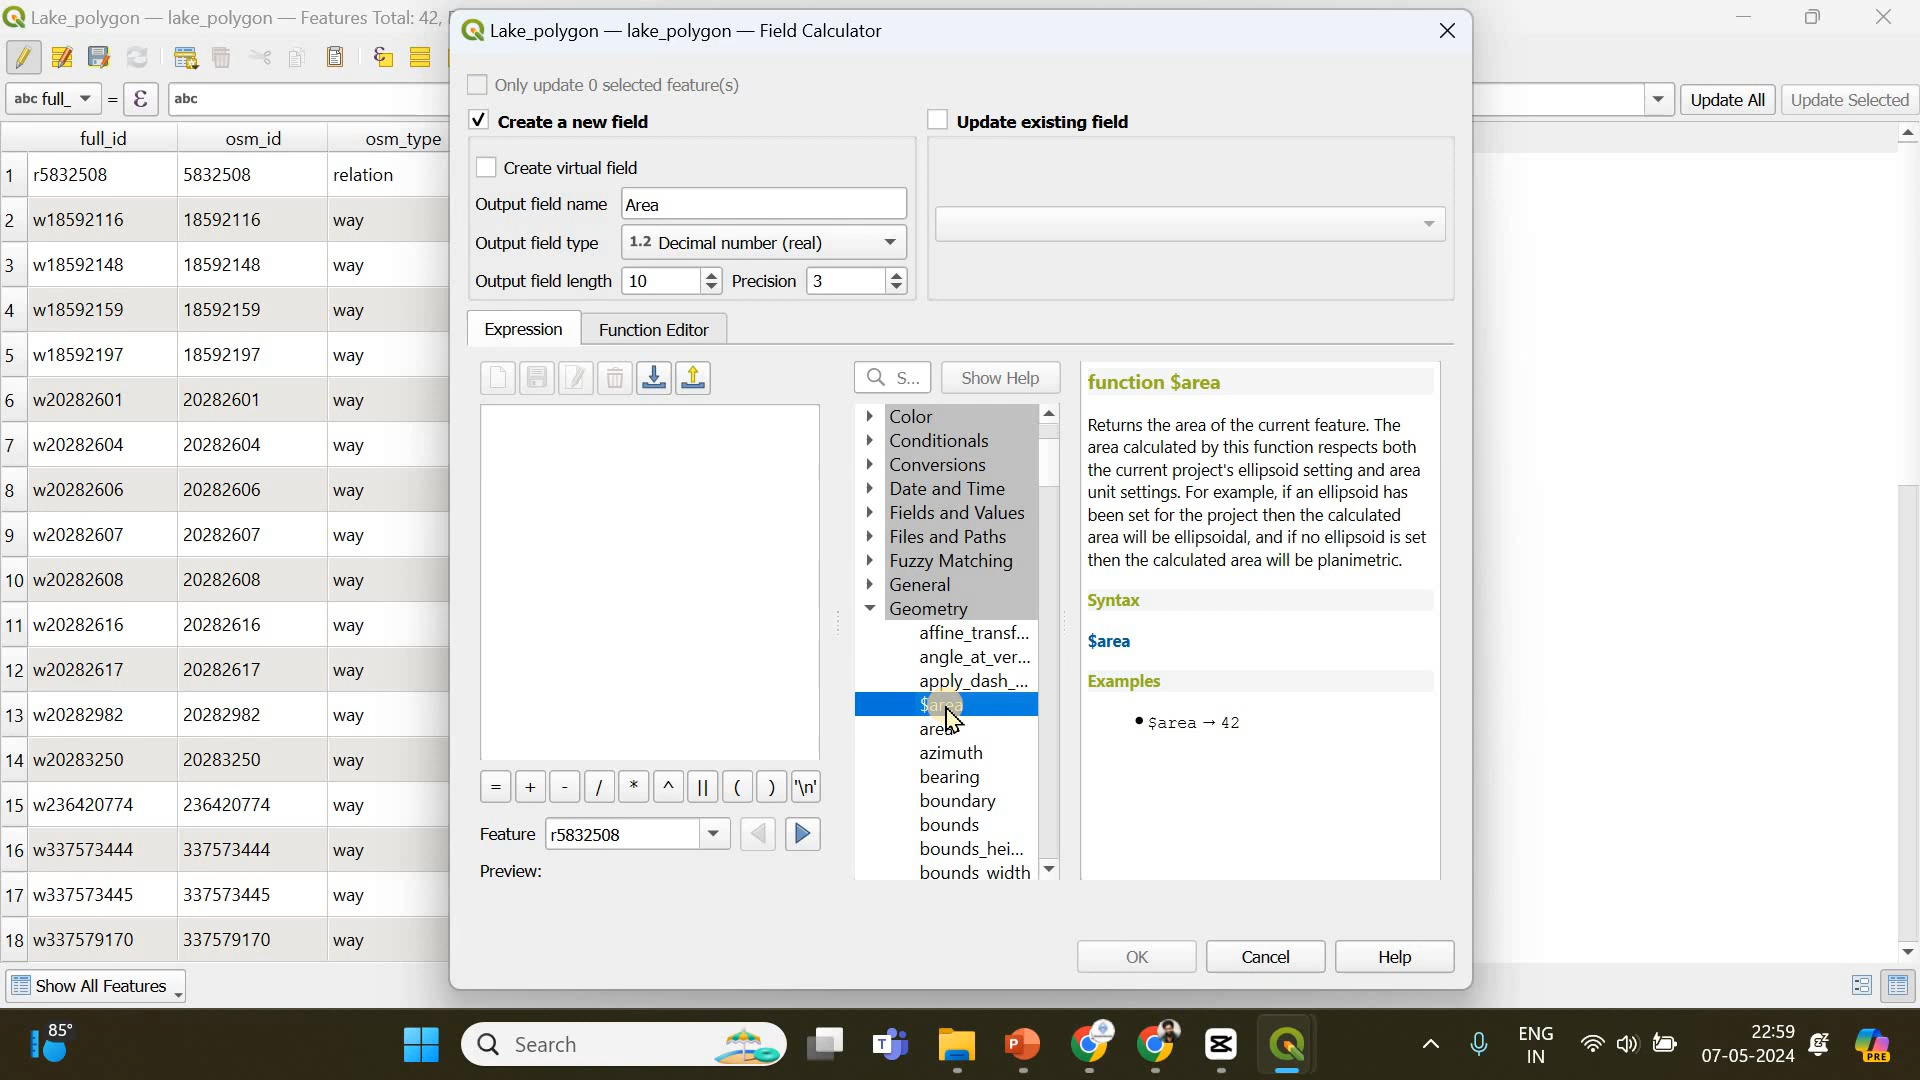 Lake_polygon — lake_polygon — Features Total: 42,
Lake_polygon — lake_polygon — Field Calculator
Only update 0 selected feature(s)
abc full_ = ε abc
Update All Update Selected
Create a new field
Update existing field
Create virtual field
Output field name Area
Output field type 1.2 Decimal number (real)
Output field length 10 Precision 3
Expression Function Editor
full_id osm_id osm_type
1 r5832508 5832508 relation
2 w18592116 18592116 way
3 w18592148 18592148 way
4 w18592159 18592159 way
5 w18592197 18592197 way
6 w20282601 20282601 way
7 w20282604 20282604 way
8 w20282606 20282606 way
9 w20282607 20282607 way
10 w20282608 20282608 way
11 w20282616 20282616 way
12 w20282617 20282617 way
13 w20282982 20282982 way
14 w20283250 20283250 way
15 w236420774 236420774 way
16 w337573444 337573444 way
17 w337573445 337573445 way
18 w337579170 337579170 way
Show All Features
= + - / * ^ || ( ) '\n'
Feature r5832508
Preview:
S... Show Help
Color
Conditionals
Conversions
Date and Time
Fields and Values
Files and Paths
Fuzzy Matching
General
Geometry
affine_transf...
angle_at_ver...
apply_dash_...
$area
area
azimuth
bearing
boundary
bounds
bounds_hei...
bounds_width
function $area
Returns the area of the current feature. The
area calculated by this function respects both
the current project's ellipsoid setting and area
unit settings. For example, if an ellipsoid has
been set for the project then the calculated
area will be ellipsoidal, and if no ellipsoid is set
then the calculated area will be planimetric.
Syntax
$area
Examples
• $area → 42
OK Cancel Help
85°
Search
ENG
IN
22:59
07-05-2024
PRE